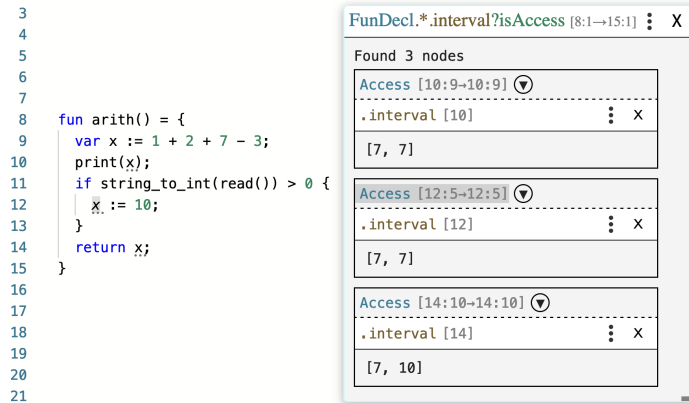 3
4
5
6
7
8 fun arith() = {
9 var x := 1 + 2 + 7 - 3;
10 print(x);
11 if string_to_int(read()) > 0 {
12 x := 10;
13 }
14 return x;
15 }
16
17
18
19
20
21
FunDecl.*.interval?isAccess [8:1→15:1] ⋮ X
Found 3 nodes
Access [10:9→10:9] ▼
.interval [10] ⋮ X
[7, 7]
Access [12:5→12:5] ▼
.interval [12] ⋮ X
[7, 7]
Access [14:10→14:10] ▼
.interval [14] ⋮ X
[7, 10]